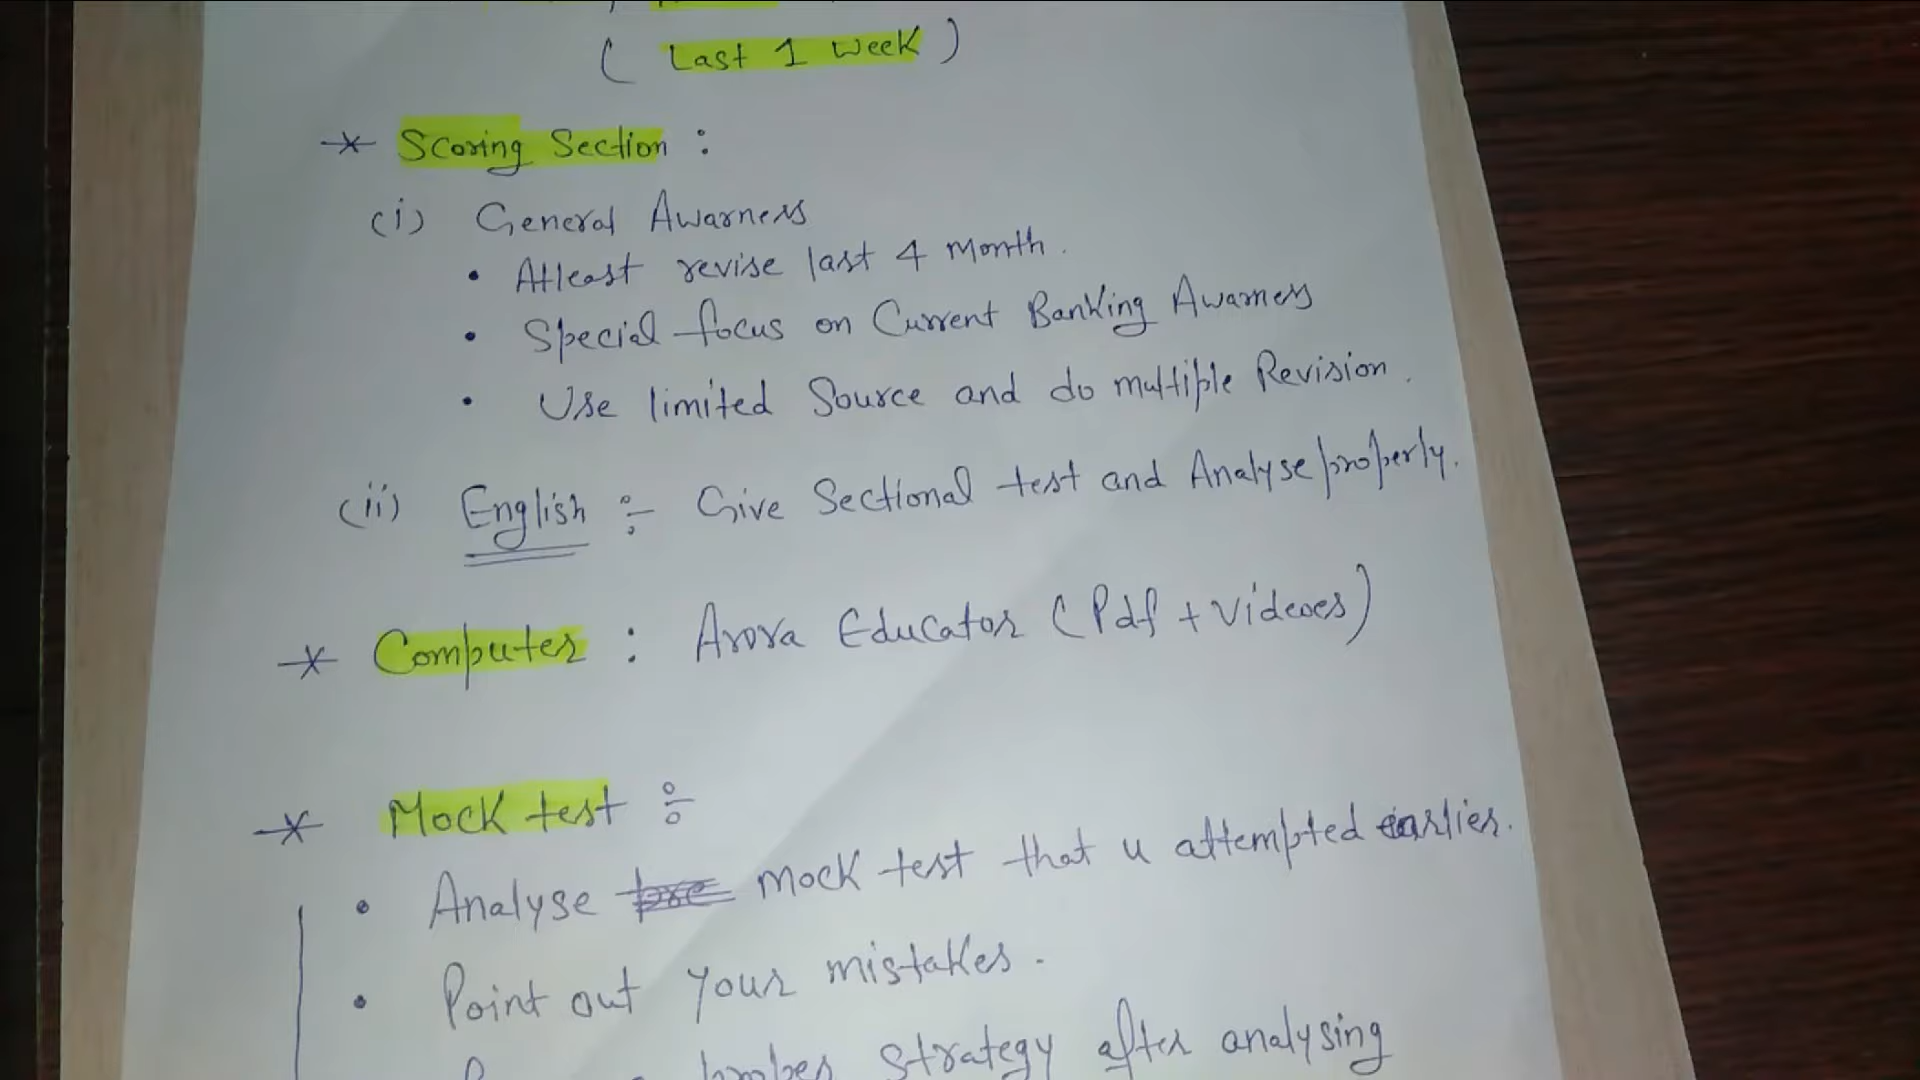 ( Last 1 Week )
* Scoring Section :
(i) General Awarness
• Atleast revise last 4 month.
• Special focus on Current Banking Awarness
• Use limited Source and do multiple Revision.
(ii) English ÷ Give Sectional test and Analyse properly.
* Computer : Arora Educator (Pdf + Videoes)
* Mock test ÷
• Analyse mock test that u attempted earlier.
• Point out your mistakes.
strategy after analysing